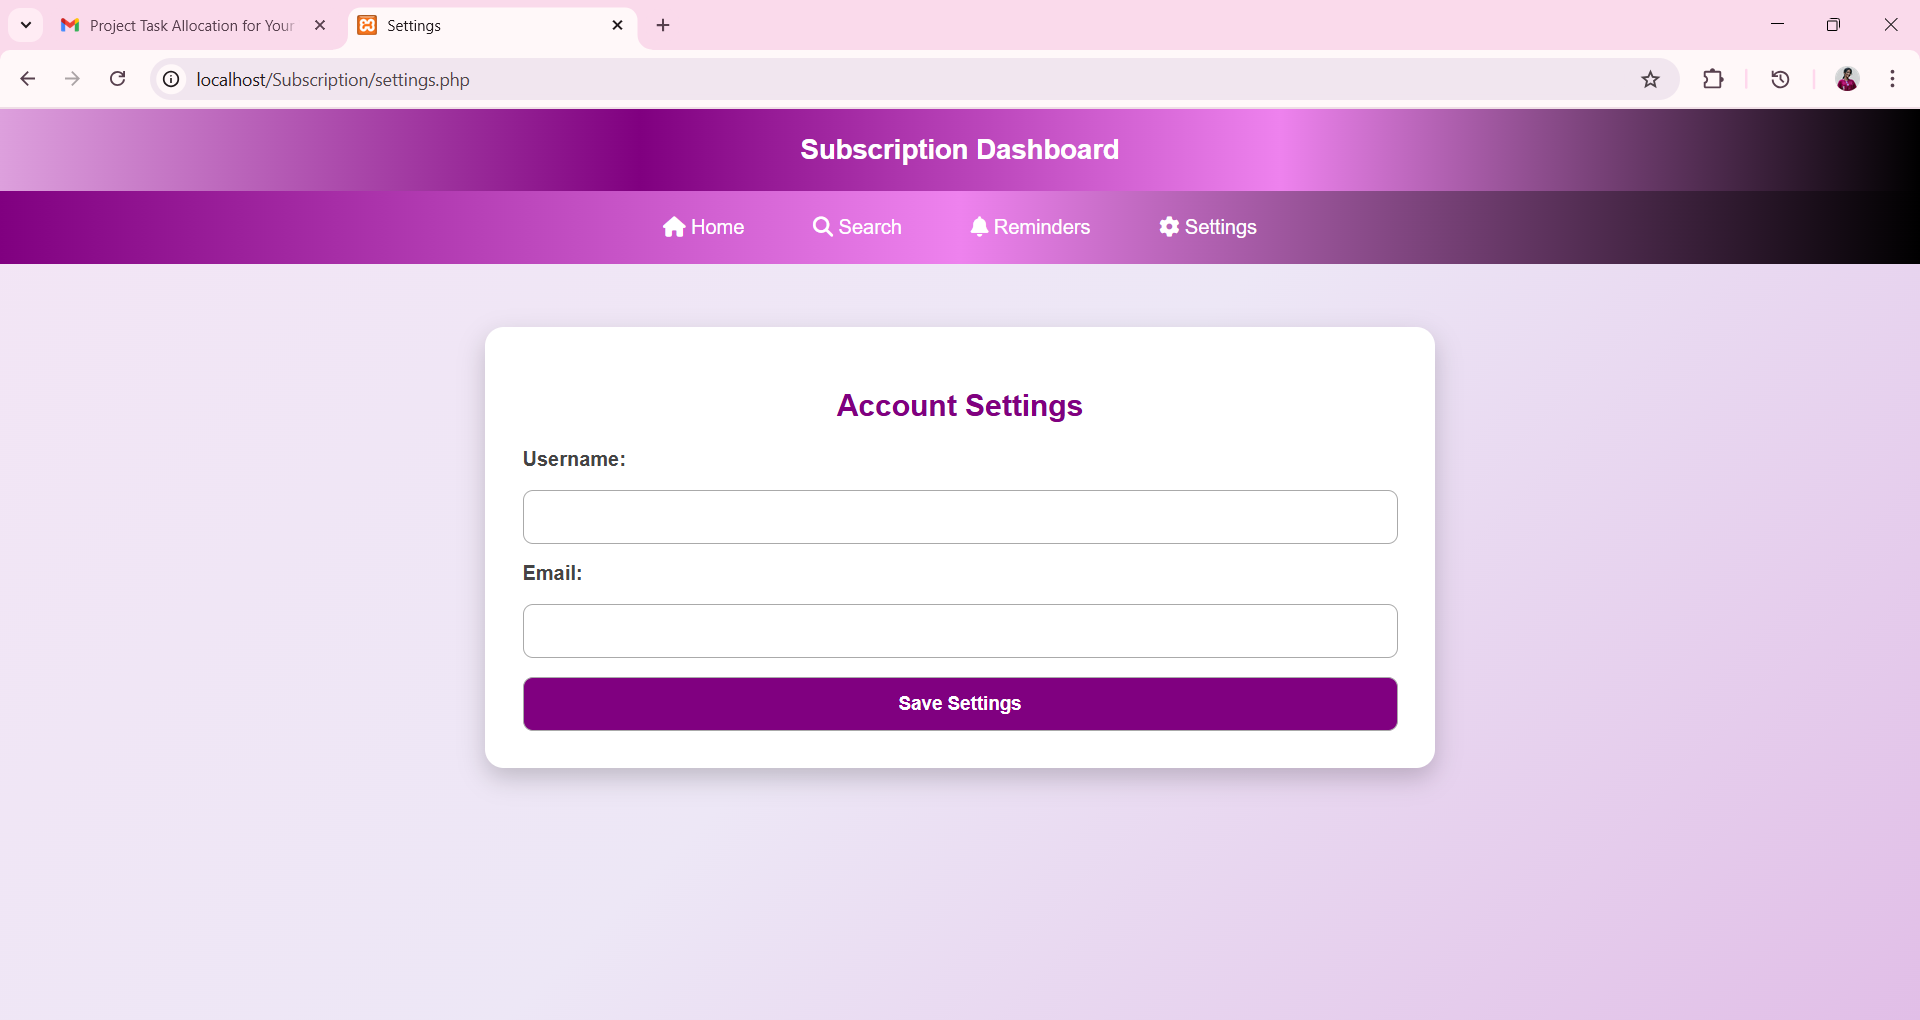 Project Task Allocation for Your
Settings
localhost/Subscription/settings.php
Subscription Dashboard
Home Search Reminders Settings
Account Settings
Username:
Email:
Save Settings